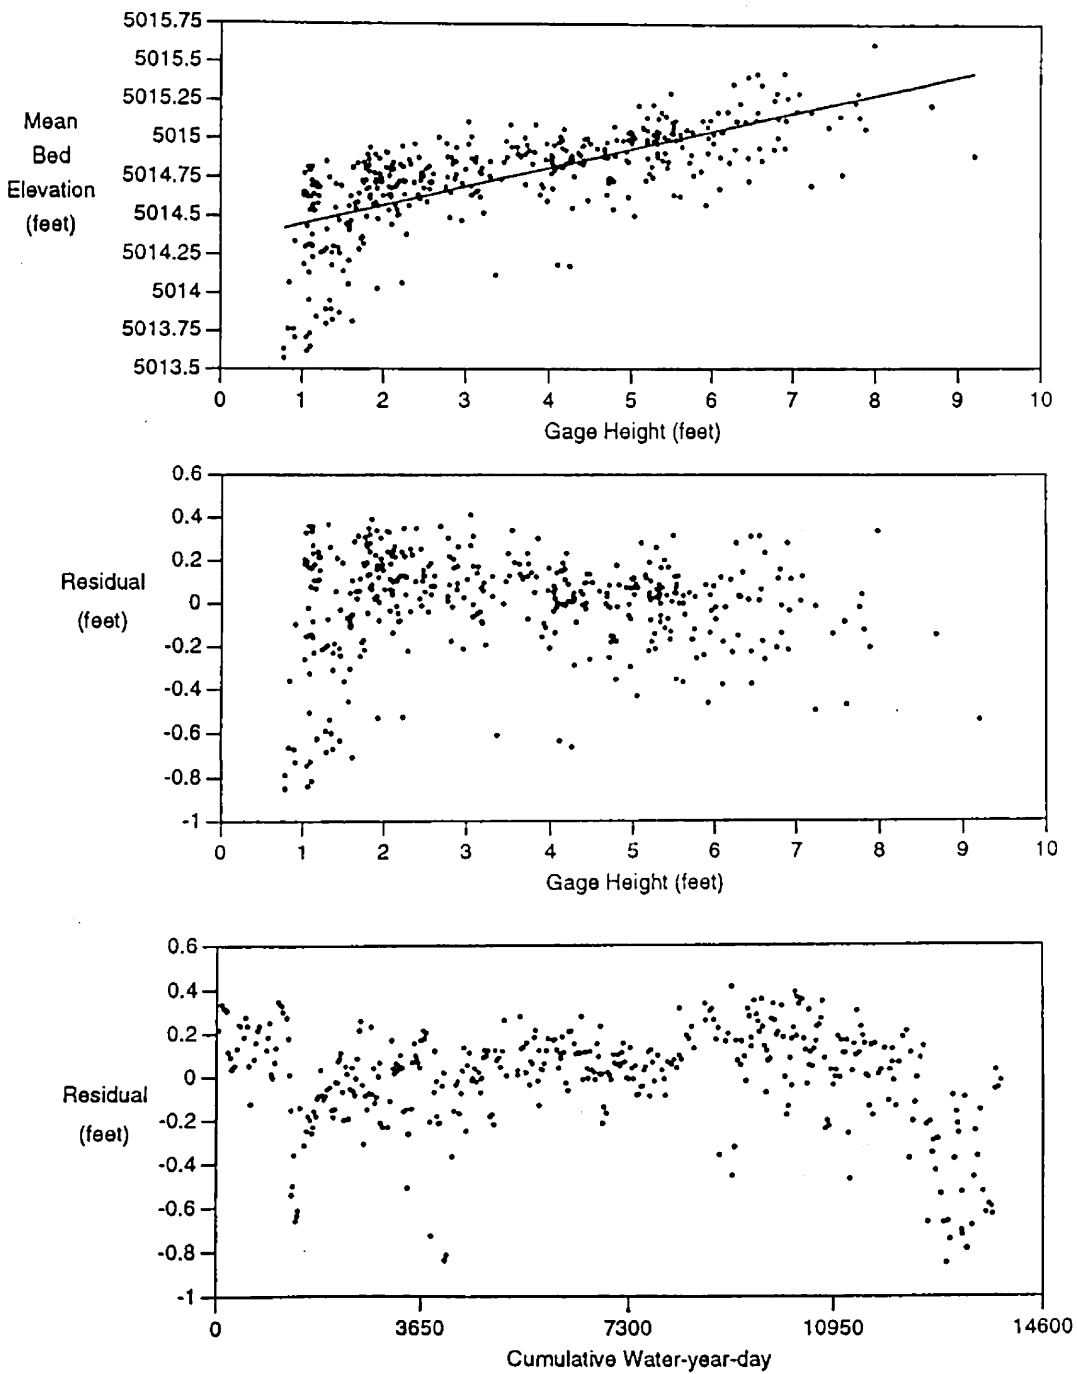 5015.75
5015.5
5015.25
5015
5014.75
5014.5
5014.25
5014
5013.75
5013.5
Mean
Bed
Elevation
(feet)
0 1 2 3 4 5 6 7 8 9 10
Gage Height (feet)
0.6
0.4
0.2
0
-0.2
-0.4
-0.6
-0.8
-1
Residual
(feet)
0 1 2 3 4 5 6 7 8 9 10
Gage Height (feet)
0.6
0.4
0.2
0
-0.2
-0.4
-0.6
-0.8
-1
Residual
(feet)
0 3650 7300 10950 14600
Cumulative Water-year-day